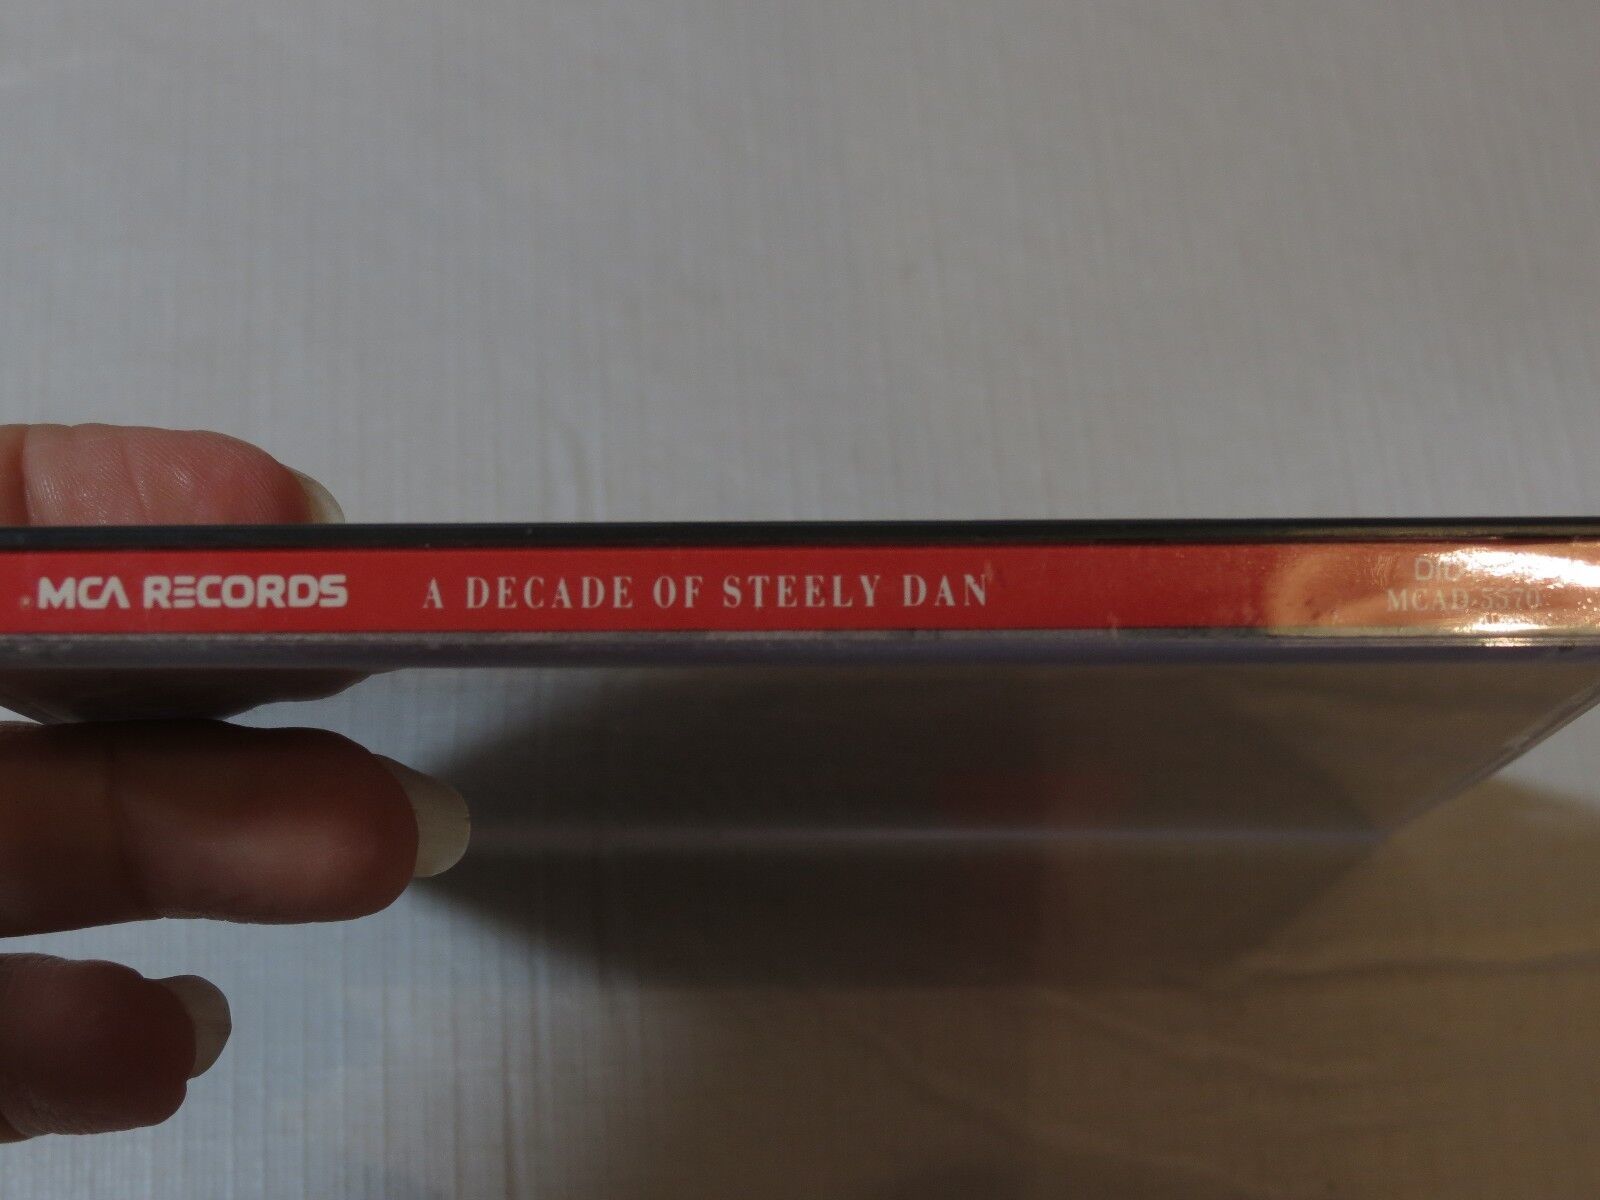 MCA RECORDS A DECADE OF STEELY DAN
MCAD-5570